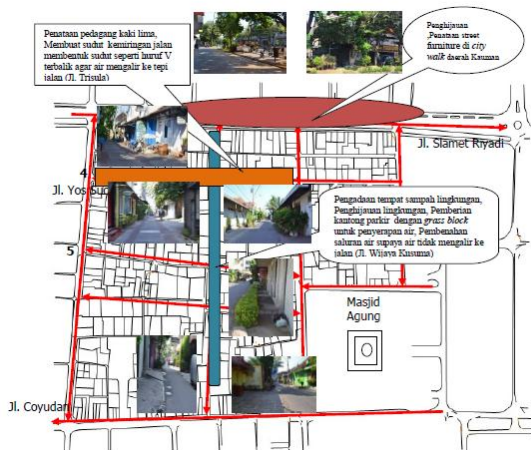 Penataan pedagang kaki lima,
Membuat sudut kemiringan jalan
membentuk sudut seperti huruf V
terbalik agar air mengalir ke tepi
jalan (Jl. Trisula)
Penghijauan
,Penataan street
furniture di city
walk daerah Kauman
Jl. Slamet Riyadi
4
Jl. Yos Sud
Pengadaan tempat sampah lingkungan,
Penghijauan lingkungan, Pemberian
kantong parkir dengan grass block
untuk penyerapan air, Pembenahan
saluran air supaya air tidak mengalir ke
jalan (Jl. Wijaya Kusuma)
5
Masjid
Agung
Jl. Coyudan